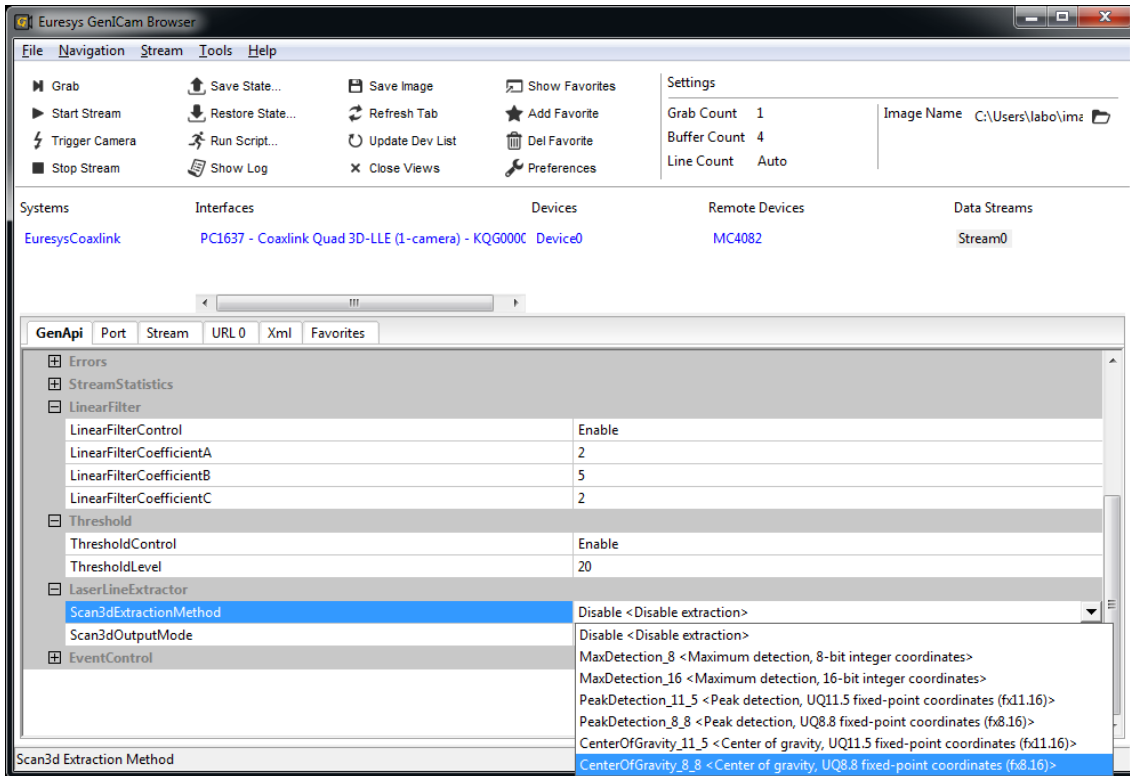 Euresys GenICam Browser
File Navigation Stream Tools Help
Grab Save State... Save Image Show Favorites Settings
Start Stream Restore State... Refresh Tab Add Favorite Grab Count 1 Image Name C:\Users\labo\ima
Trigger Camera Run Script... Update Dev List Del Favorite Buffer Count 4
Stop Stream Show Log Close Views Preferences Line Count Auto
Systems Interfaces Devices Remote Devices Data Streams
EuresysCoaxlink PC1637 - Coaxlink Quad 3D-LLE (1-camera) - KQG000C Device0 MC4082 Stream0
GenApi Port Stream URL 0 Xml Favorites
Errors
StreamStatistics
LinearFilter
LinearFilterControl Enable
LinearFilterCoefficientA 2
LinearFilterCoefficientB 5
LinearFilterCoefficientC 2
Threshold
ThresholdControl Enable
ThresholdLevel 20
LaserLineExtractor
Scan3dExtractionMethod Disable <Disable extraction>
Scan3dOutputMode Disable <Disable extraction>
EventControl MaxDetection_8 <Maximum detection, 8-bit integer coordinates>
MaxDetection_16 <Maximum detection, 16-bit integer coordinates>
PeakDetection_11_5 <Peak detection, UQ11.5 fixed-point coordinates (fx11.16)>
PeakDetection_8_8 <Peak detection, UQ8.8 fixed-point coordinates (fx8.16)>
CenterOfGravity_11_5 <Center of gravity, UQ11.5 fixed-point coordinates (fx11.16)>
Scan3d Extraction Method CenterOfGravity_8_8 <Center of gravity, UQ8.8 fixed-point coordinates (fx8.16)>